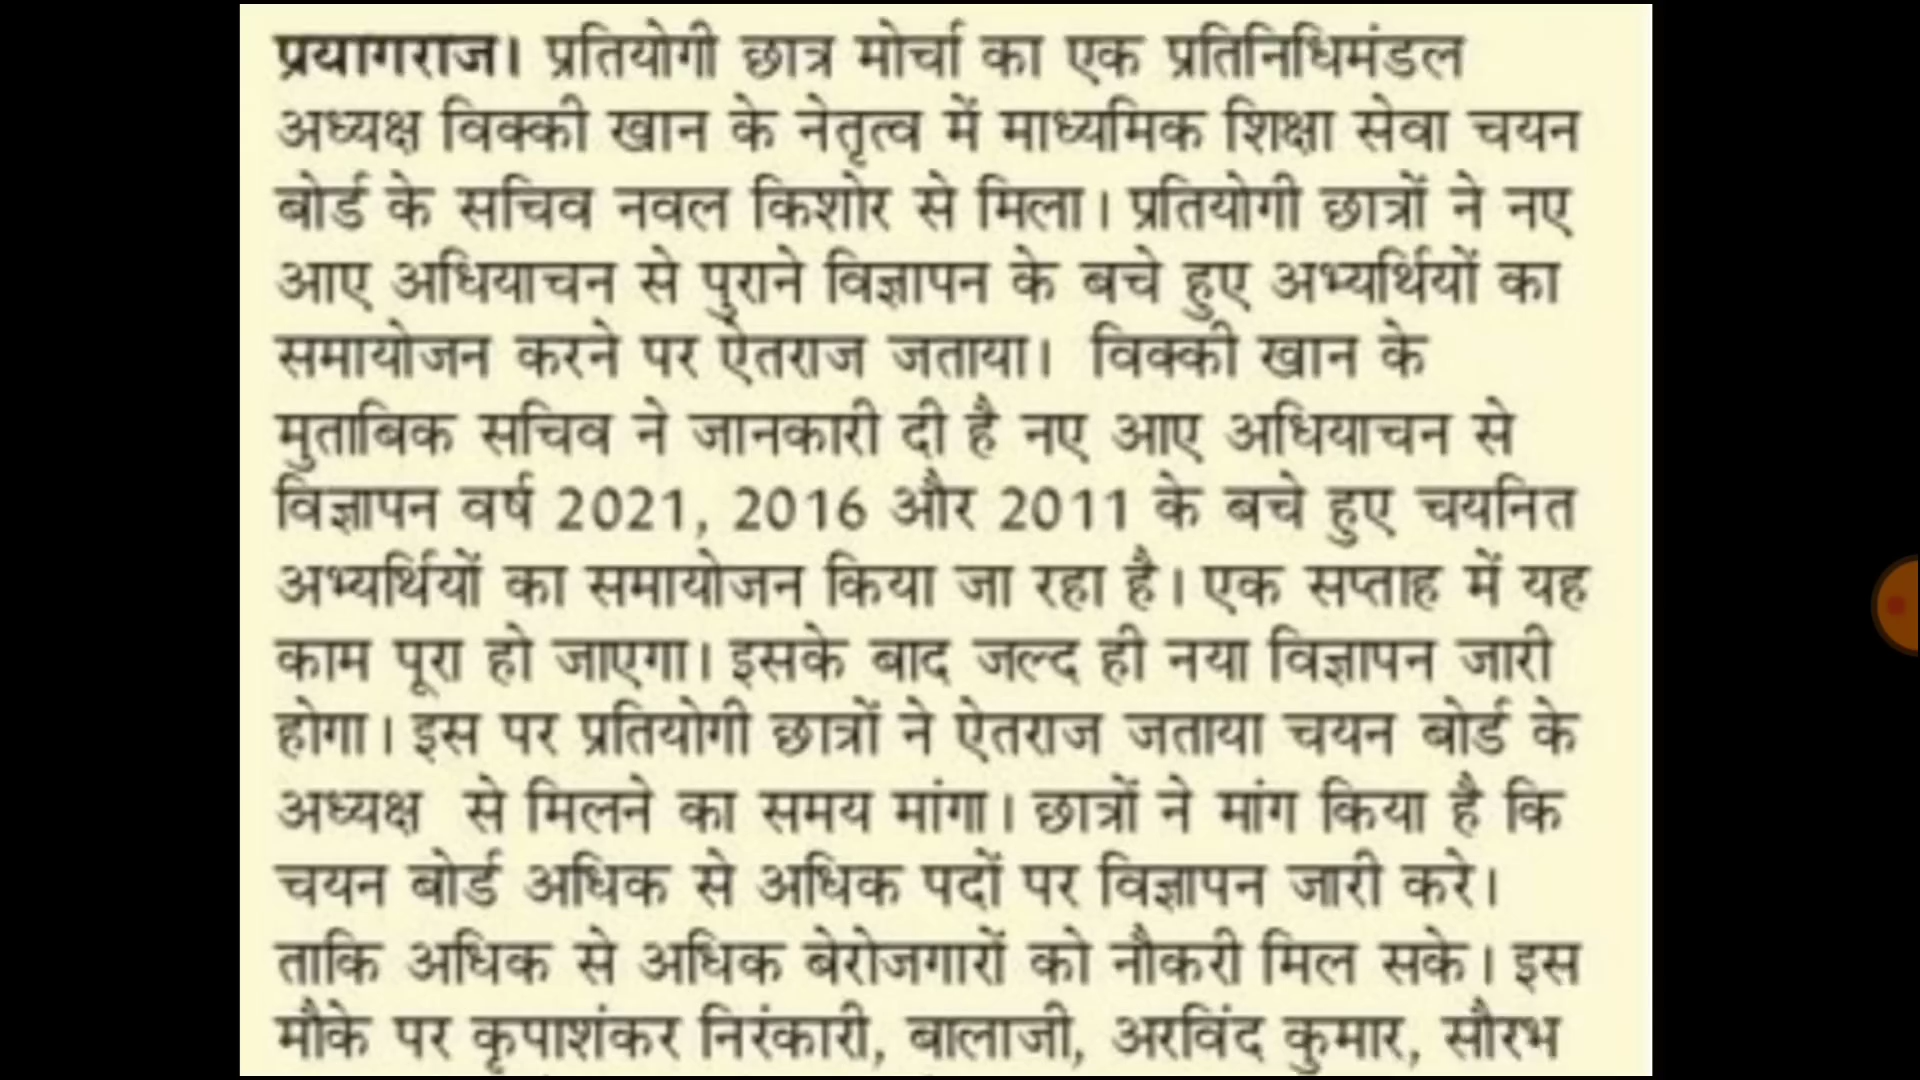 प्रयागराज। प्रतियोगी छात्र मोर्चा का एक प्रतिनिधिमंडल
अध्यक्ष विक्की खान के नेतृत्व में माध्यमिक शिक्षा सेवा चयन
बोर्ड के सचिव नवल किशोर से मिला। प्रतियोगी छात्रों ने नए
आए अधियाचन से पुराने विज्ञापन के बचे हुए अभ्यर्थियों का
समायोजन करने पर ऐतराज जताया। विक्की खान के
मुताबिक सचिव ने जानकारी दी है नए आए अधियाचन से
विज्ञापन वर्ष 2021, 2016 और 2011 के बचे हुए चयनित
अभ्यर्थियों का समायोजन किया जा रहा है। एक सप्ताह में यह
काम पूरा हो जाएगा। इसके बाद जल्द ही नया विज्ञापन जारी
होगा। इस पर प्रतियोगी छात्रों ने ऐतराज जताया चयन बोर्ड के
अध्यक्ष से मिलने का समय मांगा। छात्रों ने मांग किया है कि
चयन बोर्ड अधिक से अधिक पदों पर विज्ञापन जारी करे।
ताकि अधिक से अधिक बेरोजगारों को नौकरी मिल सके। इस
मौके पर कृपाशंकर निरंकारी, बालाजी, अरविंद कुमार, सौरभ